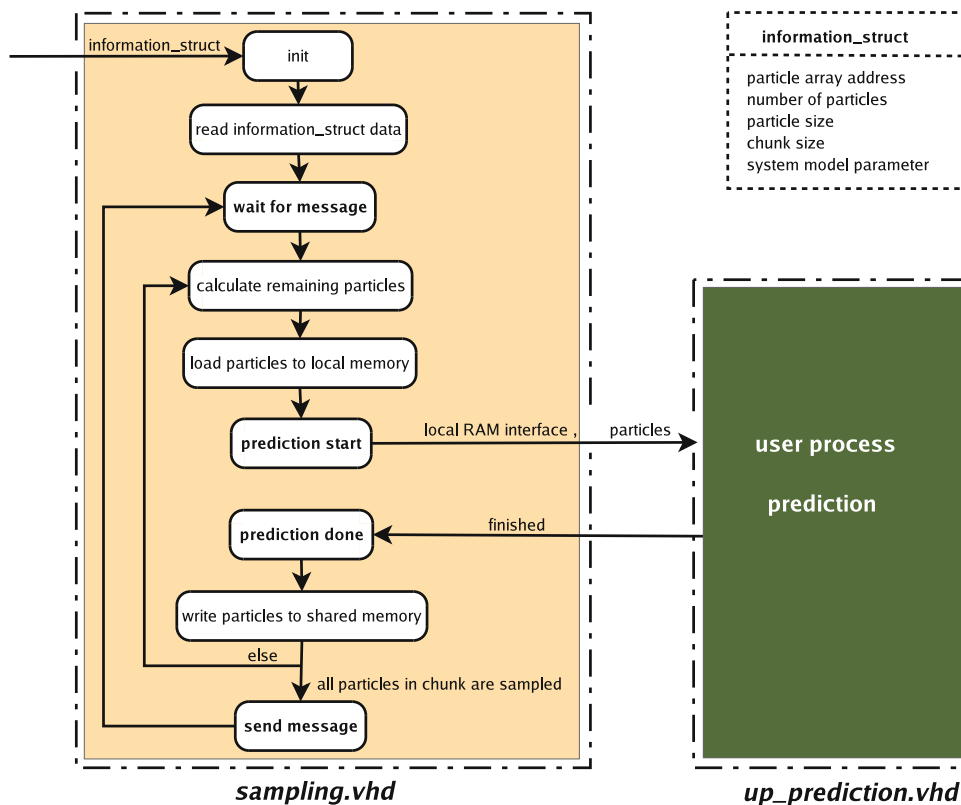 information_struct
init
read information_struct data
wait for message
calculate remaining particles
load particles to local memory
prediction start
local RAM interface , particles
prediction done
finished
write particles to shared memory
else
all particles in chunk are sampled
send message
sampling.vhd
information_struct
particle array address
number of particles
particle size
chunk size
system model parameter
user process
prediction
up_prediction.vhd